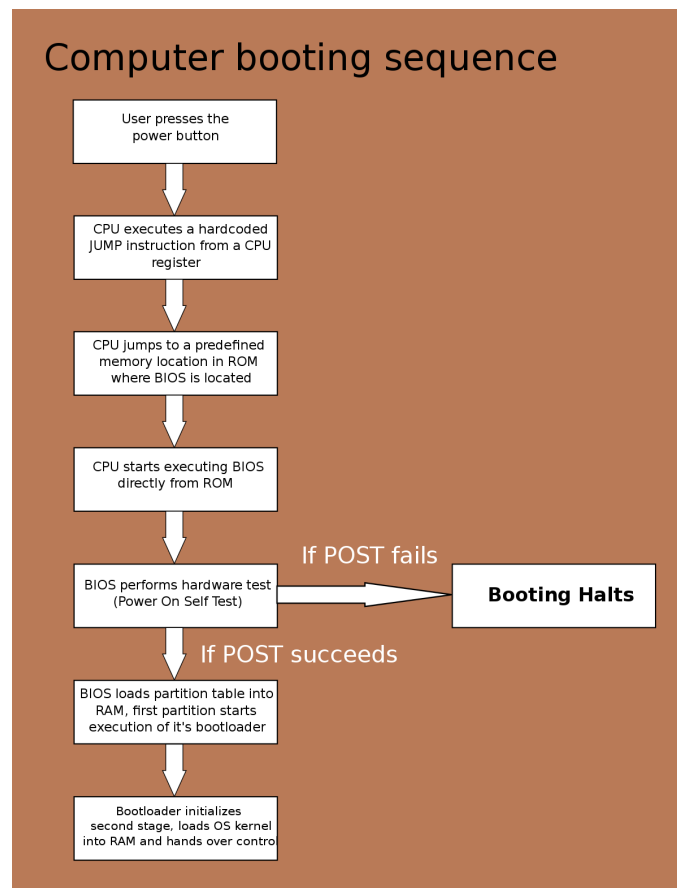 Computer booting sequence
User presses the
power button
CPU executes a hardcoded
JUMP instruction from a CPU
register
CPU jumps to a predefined
memory location in ROM
where BIOS is located
CPU starts executing BIOS
directly from ROM
If POST fails
BIOS performs hardware test
(Power On Self Test)
Booting Halts
If POST succeeds
BIOS loads partition table into
RAM, first partition starts
execution of it's bootloader
Bootloader initializes
second stage, loads OS kernel
into RAM and hands over control